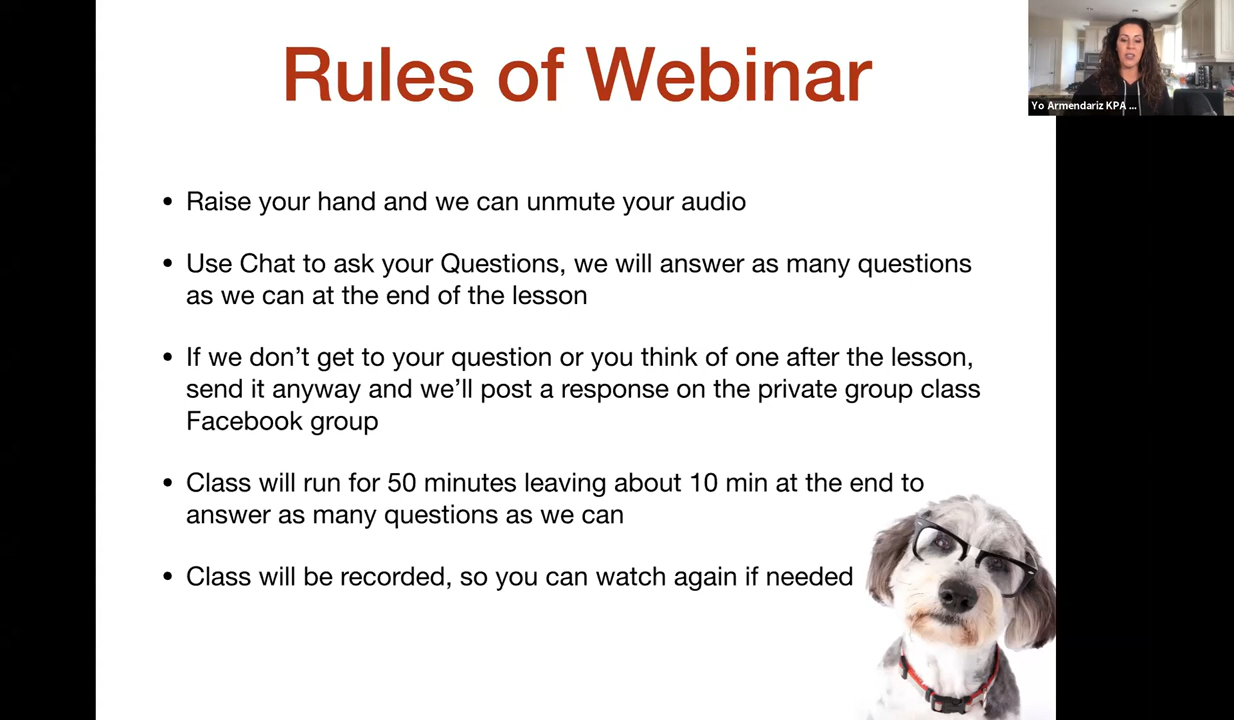 Rules of Webinar
Yo Armendariz KPA ...
• Raise your hand and we can unmute your audio
• Use Chat to ask your Questions, we will answer as many questions
as we can at the end of the lesson
• If we don’t get to your question or you think of one after the lesson,
send it anyway and we’ll post a response on the private group class
Facebook group
• Class will run for 50 minutes leaving about 10 min at the end to
answer as many questions as we can
• Class will be recorded, so you can watch again if needed